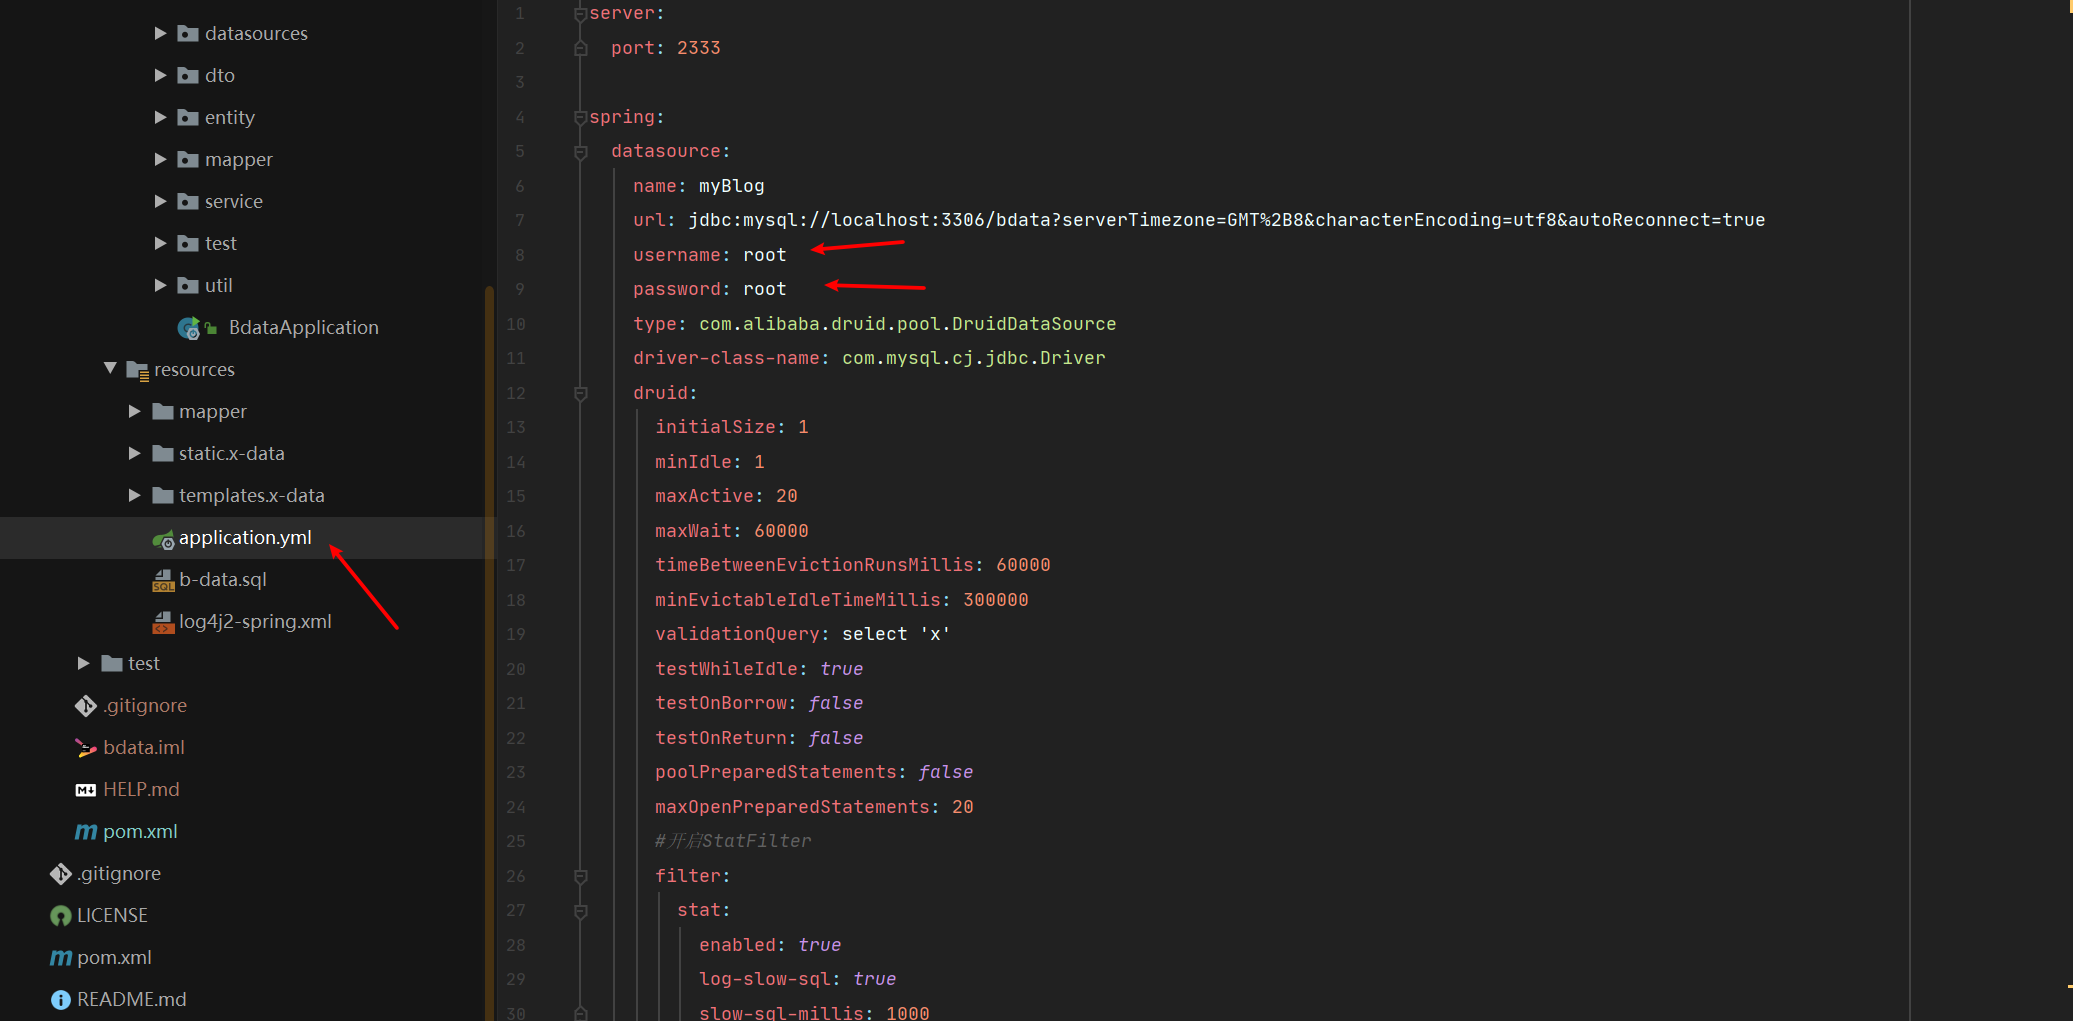 datasources
dto
entity
mapper
service
test
util
BdataApplication
resources
mapper
static.x-data
templates.x-data
application.yml
b-data.sql
log4j2-spring.xml
test
.gitignore
bdata.iml
HELP.md
pom.xml
.gitignore
LICENSE
pom.xml
README.md
1 server:
2 port: 2333
3
4 spring:
5 datasource:
6 name: myBlog
7 url: jdbc:mysql://localhost:3306/bdata?serverTimezone=GMT%2B8&characterEncoding=utf8&autoReconnect=true
8 username: root
9 password: root
10 type: com.alibaba.druid.pool.DruidDataSource
11 driver-class-name: com.mysql.cj.jdbc.Driver
12 druid:
13 initialSize: 1
14 minIdle: 1
15 maxActive: 20
16 maxWait: 60000
17 timeBetweenEvictionRunsMillis: 60000
18 minEvictableIdleTimeMillis: 300000
19 validationQuery: select 'x'
20 testWhileIdle: true
21 testOnBorrow: false
22 testOnReturn: false
23 poolPreparedStatements: false
24 maxOpenPreparedStatements: 20
25 #开启StatFilter
26 filter:
27 stat:
28 enabled: true
29 log-slow-sql: true
30 slow-sql-millis: 1000